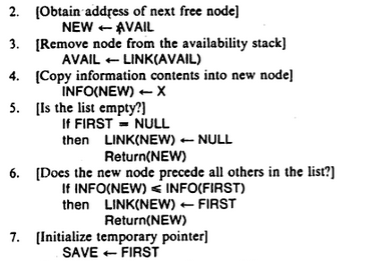 2. [Obtain address of next free node]
NEW ← AVAIL
3. [Remove node from the availability stack]
AVAIL ← LINK(AVAIL)
4. [Copy information contents into new node]
INFO(NEW) ← X
5. [Is the list empty?]
If FIRST = NULL
then LINK(NEW) ← NULL
Return(NEW)
6. [Does the new node precede all others in the list?]
If INFO(NEW) ⩽ INFO(FIRST)
then LINK(NEW) ← FIRST
Return(NEW)
7. [Initialize temporary pointer]
SAVE ← FIRST